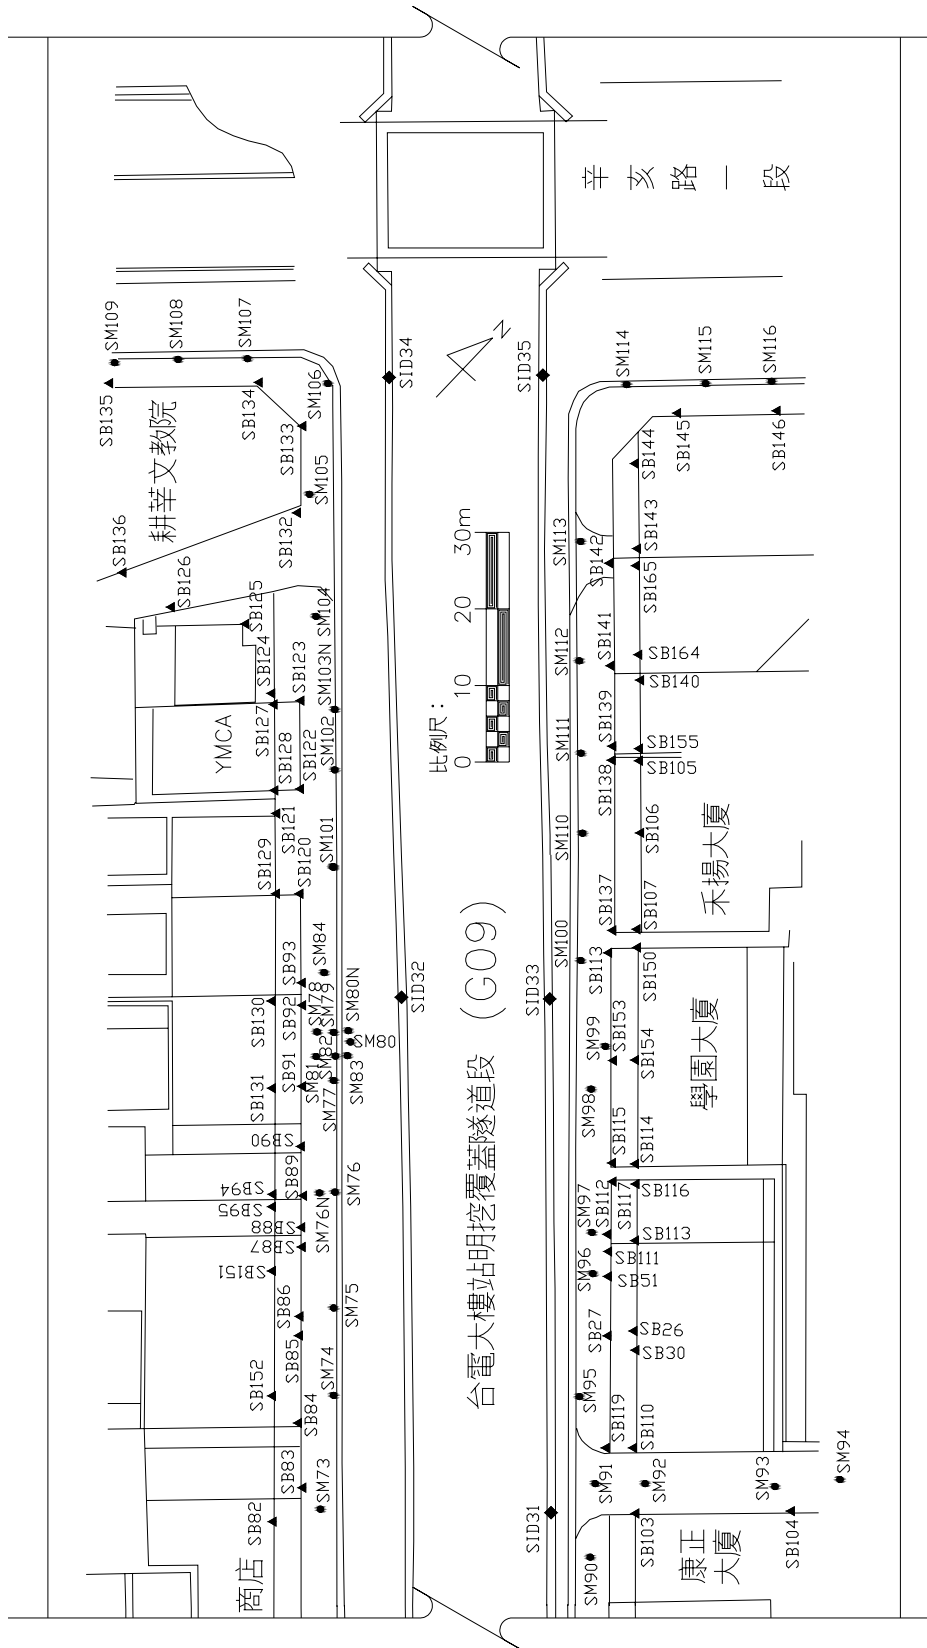 辛亥路一段
SM109
SM108
SM107
SB135
SB134
SM106
SB133
SM105
耕莘文教院
SB132
SB136
SB126
SB125
SM104
SB124
SB123
SM103N
SB127
SM102
YMCA
SB128
SB122
SB121
SM101
SB129
SB120
SB93
SM84
SB130
SB92
SM78
SM79
SM80N
SM80
SB131
SB91
SM81
SM82
SM83
SM77
SB90
SB89
SM76
SB94
SB95
SM76N
SB88
SB87
SB151
SM75
SB86
SB85
SM74
SB152
SB84
SB83
SM73
SB82
商店
SID34
SID35
N
30m
20
10
0
比例尺：
台電大樓站明挖覆蓋隧道段 (G09)
SID32
SID33
SID31
SM114
SM115
SM116
SB144
SB145
SB146
SM113
SB143
SB142
SB165
SB141
SM112
SB164
SB140
SB139
SM111
SB155
SB138
SB105
SM110
SB106
禾揚大廈
SB137
SB107
SM100
SB113
SB150
SM99
SB153
SB154
學園大廈
SM98
SB115
SB114
SM97
SB112
SB117
SB116
SB113
SM96
SB111
SB51
SB27
SB26
SB30
SM95
SB119
SB110
SM91
SM92
SM93
SM94
SB103
SB104
SM90
康正
大廈